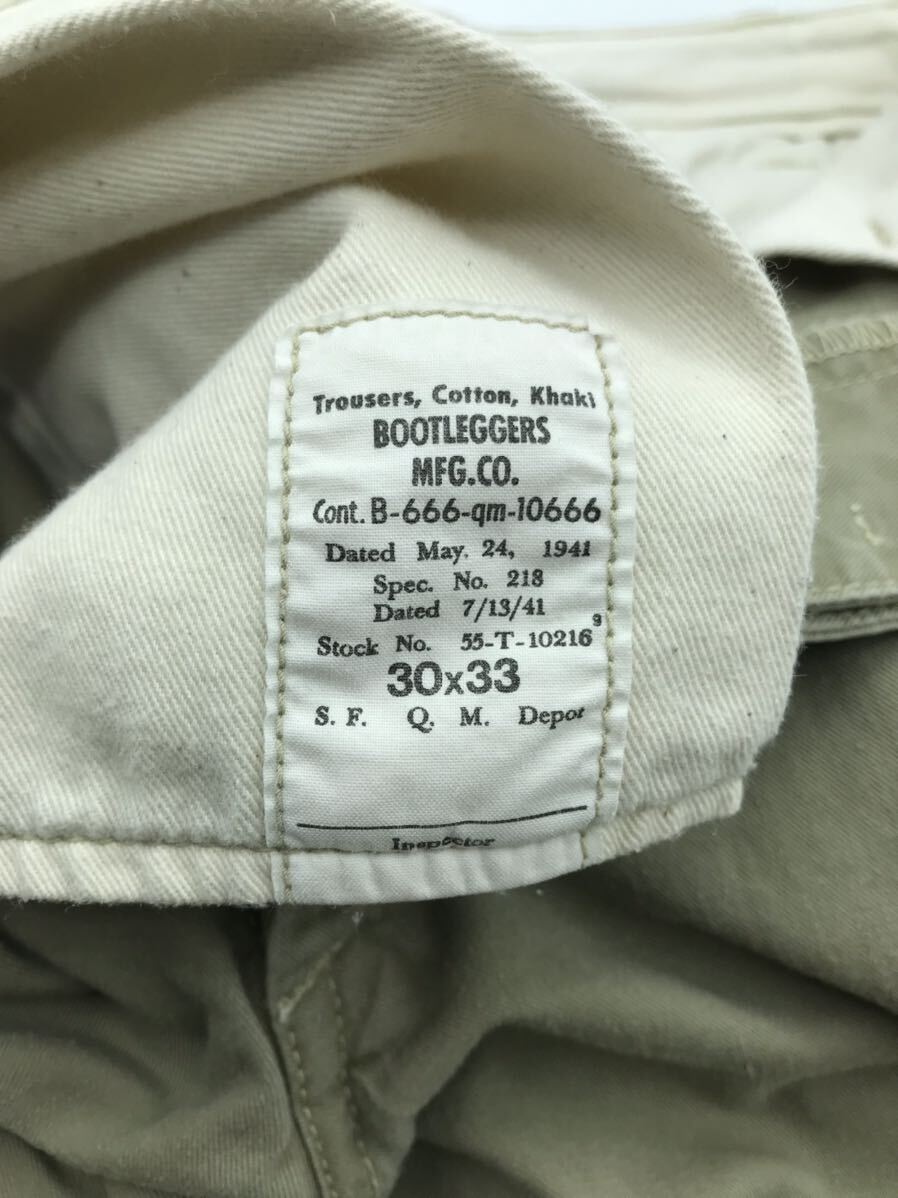 Trousers, Cotton, Khaki
BOOTLEGGERS
MFG.CO.
Cont. B-666-qm-10666
Dated May. 24, 1941
Spec. No. 218
Dated 7/13/41
Stock No. 55-T-10216 9
30x33
S. F. Q. M. Depot
Inspector